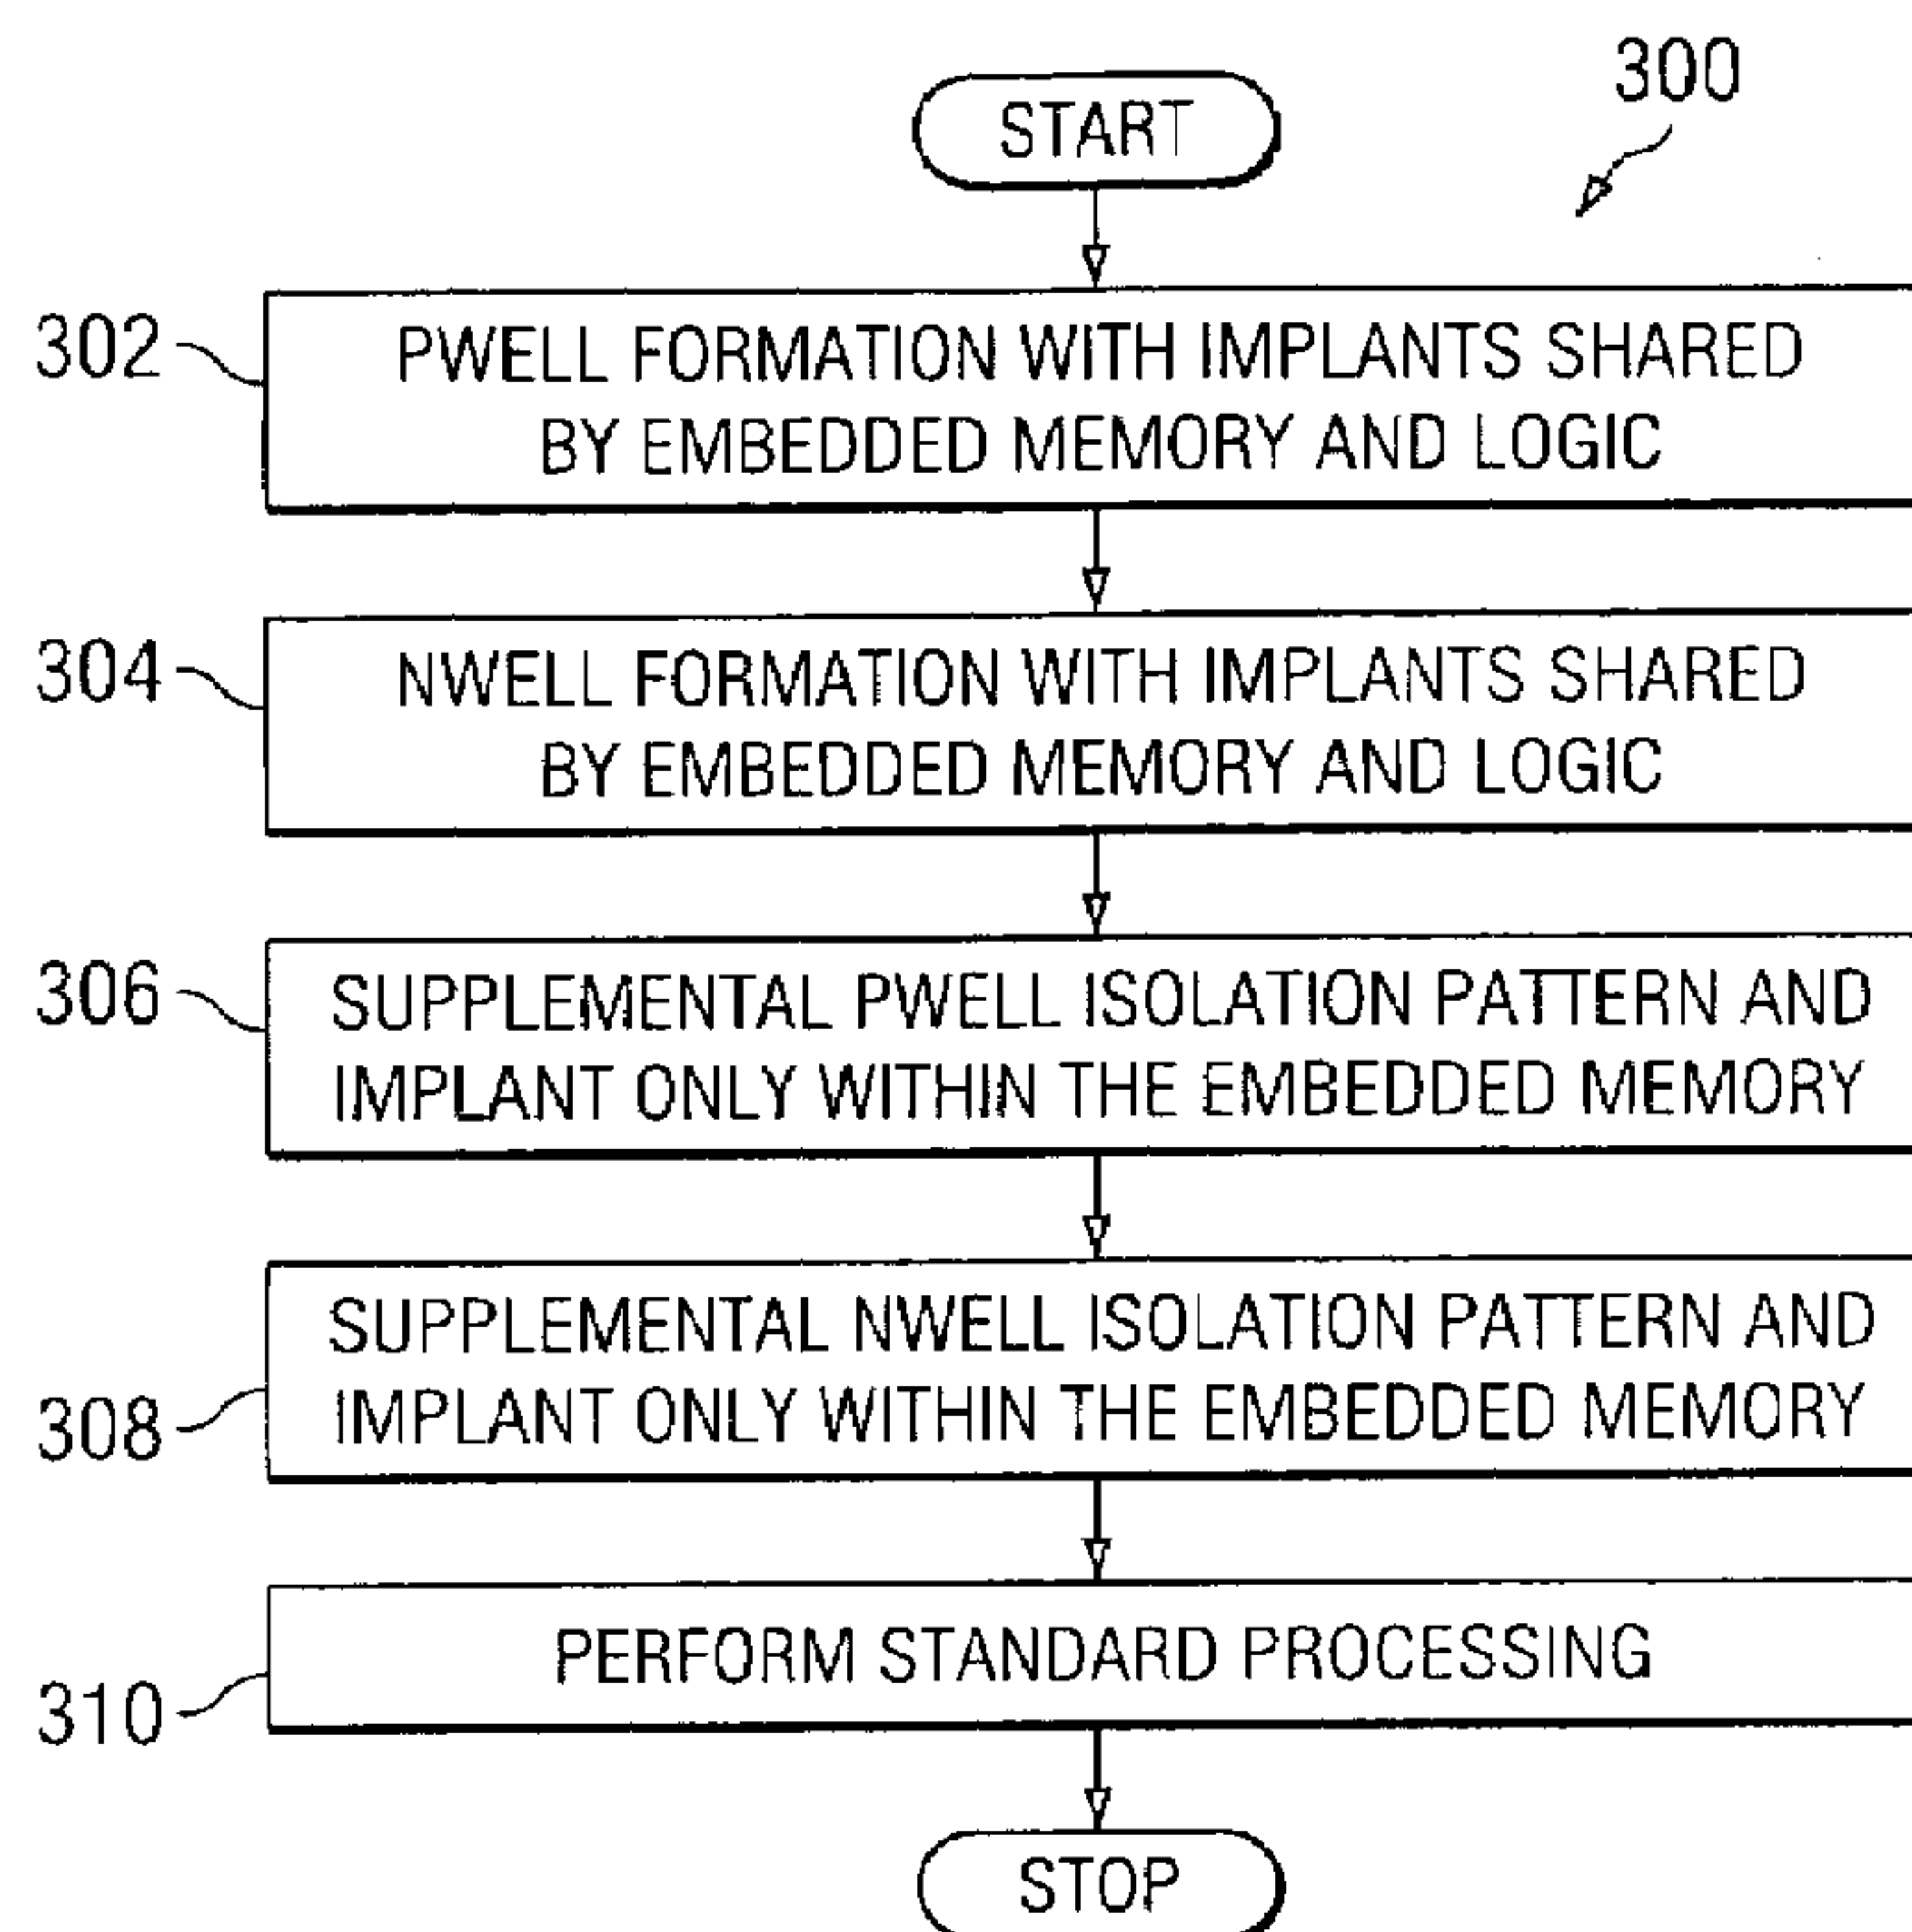 300
START
302
PWELL FORMATION WITH IMPLANTS SHARED
BY EMBEDDED MEMORY AND LOGIC
304
NWELL FORMATION WITH IMPLANTS SHARED
BY EMBEDDED MEMORY AND LOGIC
306
SUPPLEMENTAL PWELL ISOLATION PATTERN AND
IMPLANT ONLY WITHIN THE EMBEDDED MEMORY
308
SUPPLEMENTAL NWELL ISOLATION PATTERN AND
IMPLANT ONLY WITHIN THE EMBEDDED MEMORY
310
PERFORM STANDARD PROCESSING
STOP